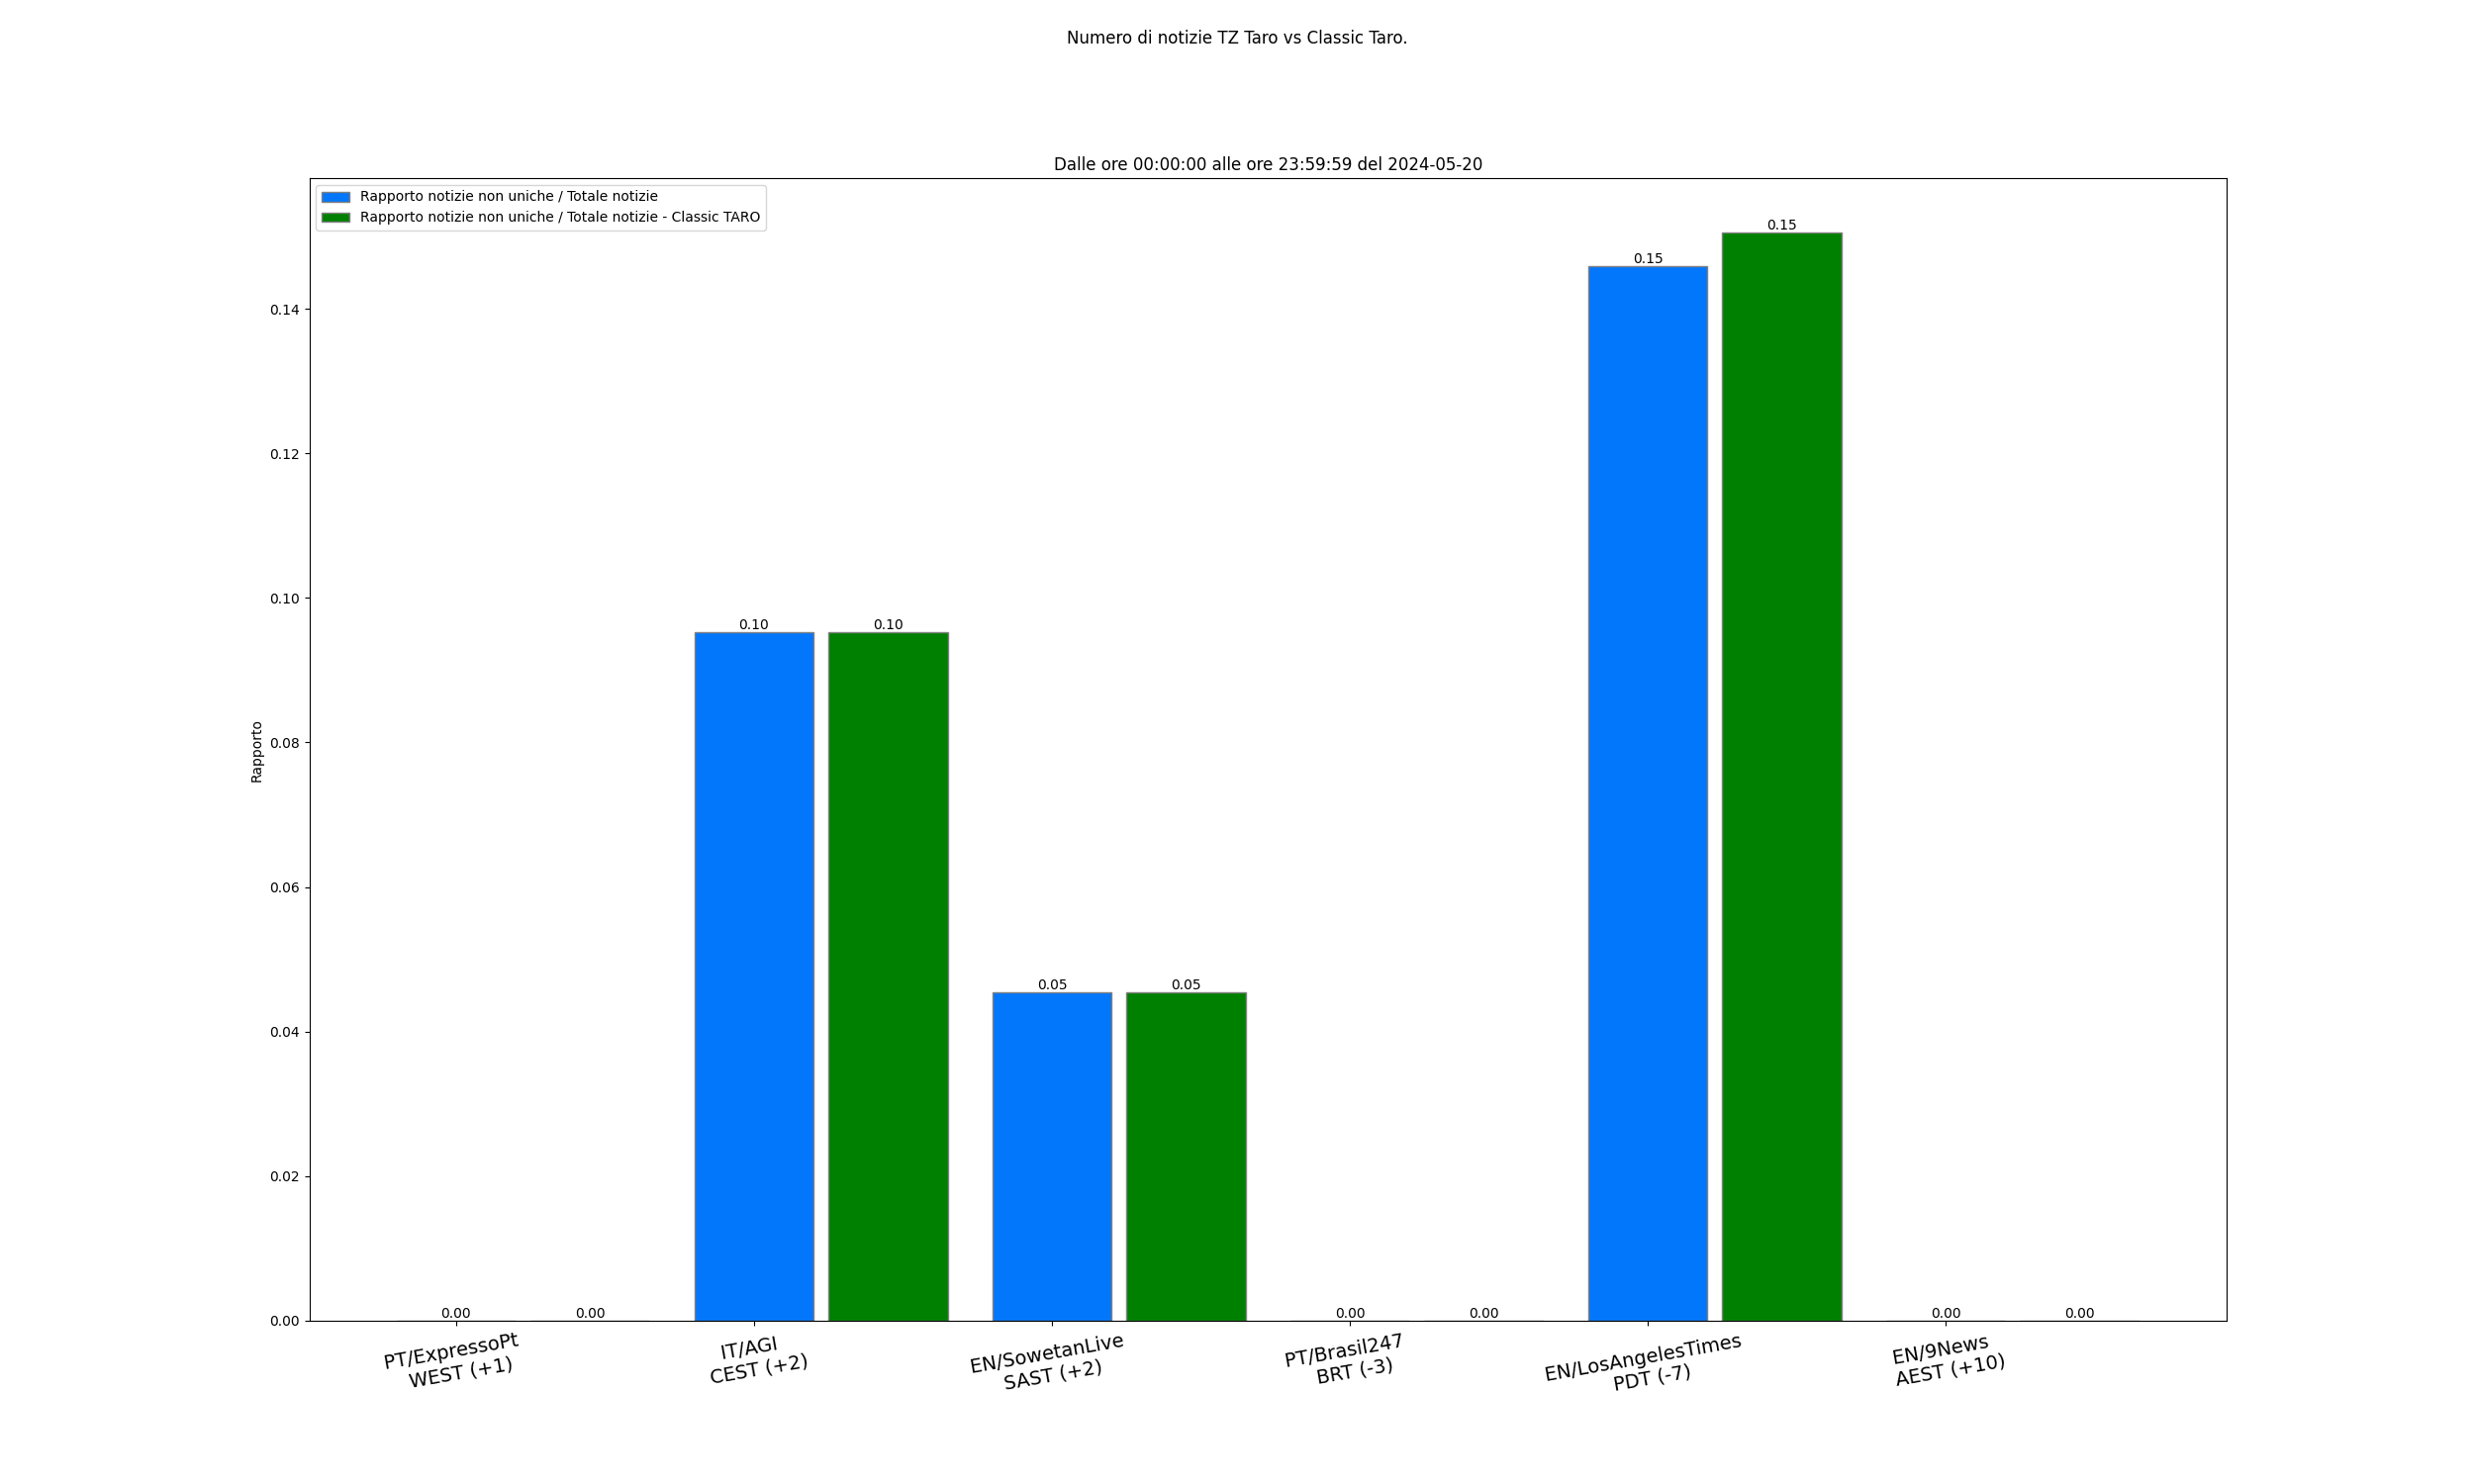 Numero di notizie TZ Taro vs Classic Taro.
Dalle ore 00:00:00 alle ore 23:59:59 del 2024-05-20
Rapporto notizie non uniche / Totale notizie
Rapporto notizie non uniche / Totale notizie - Classic TARO
Rapporto
0.14
0.12
0.10
0.08
0.06
0.04
0.02
0.00
0.00
0.00
0.10
0.10
0.05
0.05
0.00
0.00
0.15
0.15
0.00
0.00
PT/ExpressoPt
WEST (+1)
IT/AGI
CEST (+2)
EN/SowetanLive
SAST (+2)
PT/Brasil247
BRT (-3)
EN/LosAngelesTimes
PDT (-7)
EN/9News
AEST (+10)